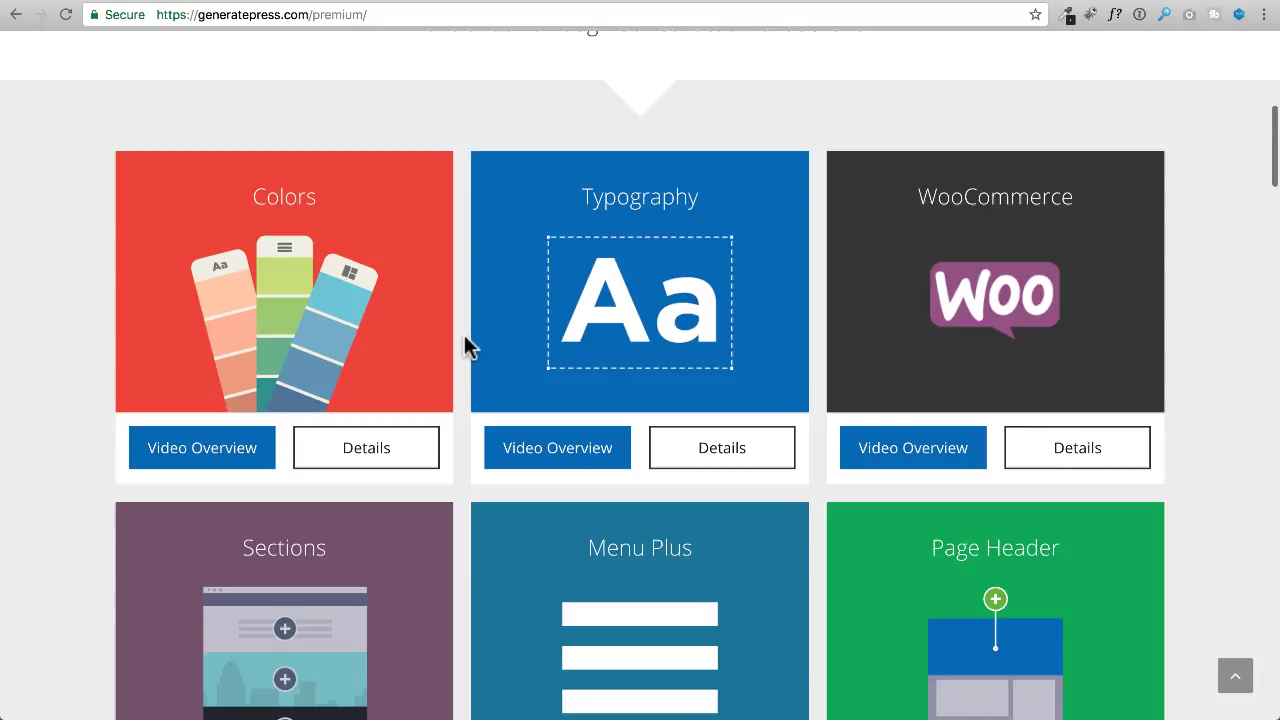 Secure https://generatepress.com/premium/
Colors
Typography
WooCommerce
Aa
Aa
Woo
Video Overview
Details
Video Overview
Details
Video Overview
Details
Sections
Menu Plus
Page Header